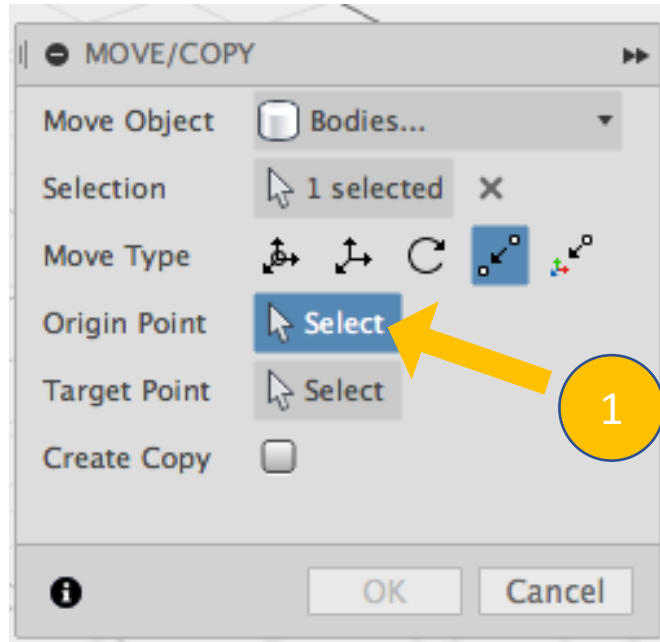 MOVE/COPY
Move Object Bodies...
Selection 1 selected
Move Type
Origin Point Select
Target Point Select
Create Copy
1
OK Cancel